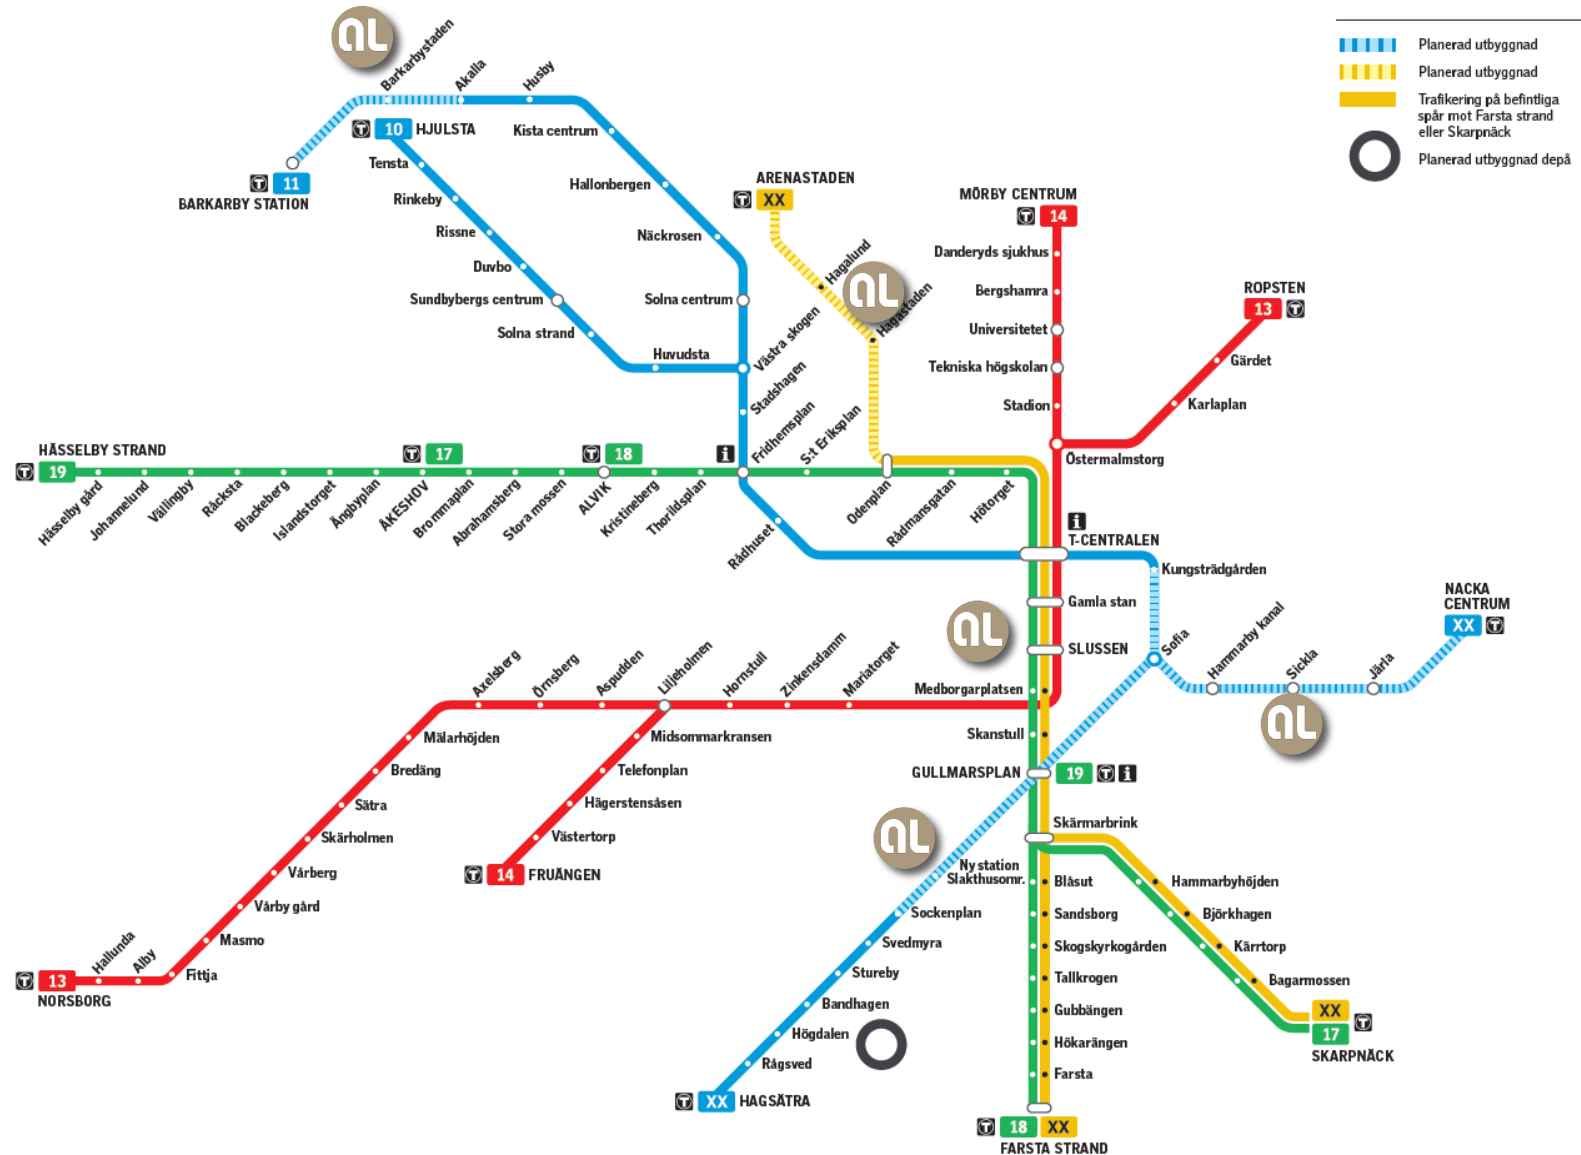 aL
Barkarbystaden
Akalla
Husby
Planerad utbyggnad
Planerad utbyggnad
Trafikering på befintliga
spår mot Farsta strand
eller Skarpnäck
Planerad utbyggnad depå
T 10 HJULSTA
Kista centrum
Tensta
T 11
BARKARBY STATION
Rinkeby
Hallonbergen
Rissne
Näckrosen
Duvbo
Sundbybergs centrum
Solna centrum
Solna strand
Huvudsta
Västra skogen
Stadshagen
Fridhemsplan
ARENASTADEN
T XX
Hagalund
aL
Hagastaden
S:t Eriksplan
MÖRBY CENTRUM
T 14
Danderyds sjukhus
Bergshamra
Universitetet
Tekniska högskolan
Stadion
ROPSTEN
13 T
Gärdet
Karlaplan
Östermalmstorg
HÄSSELBY STRAND
T 19
T 17
T 18
i
Hässelby gård
Johannelund
Vällingby
Råcksta
Blackeberg
Islandstorget
Ängbyplan
ÅKESHOV
Brommaplan
Abrahamsberg
Stora mossen
ALVIK
Kristineberg
Thorildsplan
Rådhuset
Odenplan
Rådmansgatan
Hötorget
i
T-CENTRALEN
Kungsträdgården
Gamla stan
aL
SLUSSEN
Sofia
Hammarby kanal
Sickla
Järla
NACKA
CENTRUM
XX T
aL
Axelsberg
Örnsberg
Aspudden
Liljeholmen
Hornstull
Zinkensdamm
Mariatorget
Medborgarplatsen
Mälarhöjden
Midsommarkransen
Skanstull
Bredäng
Telefonplan
GULLMARSPLAN
19 T i
Sätra
Hägerstensåsen
Skärholmen
Västertorp
aL
Skärmarbrink
Vårberg
T 14 FRUÄNGEN
Ny station
Slakthusomr.
Blåsut
Hammarbyhöjden
Vårby gård
Sockenplan
Sandsborg
Björkhagen
Masmo
Svedmyra
Skogskyrkogården
Kärrtorp
Hallunda
Alby
Fittja
Stureby
Tallkrogen
Bagarmossen
T 13
NORSBORG
Bandhagen
Gubbängen
XX
17 T
SKARPNÄCK
Högdalen
Hökarängen
Rågsved
Farsta
T XX HAGSÄTRA
T 18 XX
FARSTA STRAND